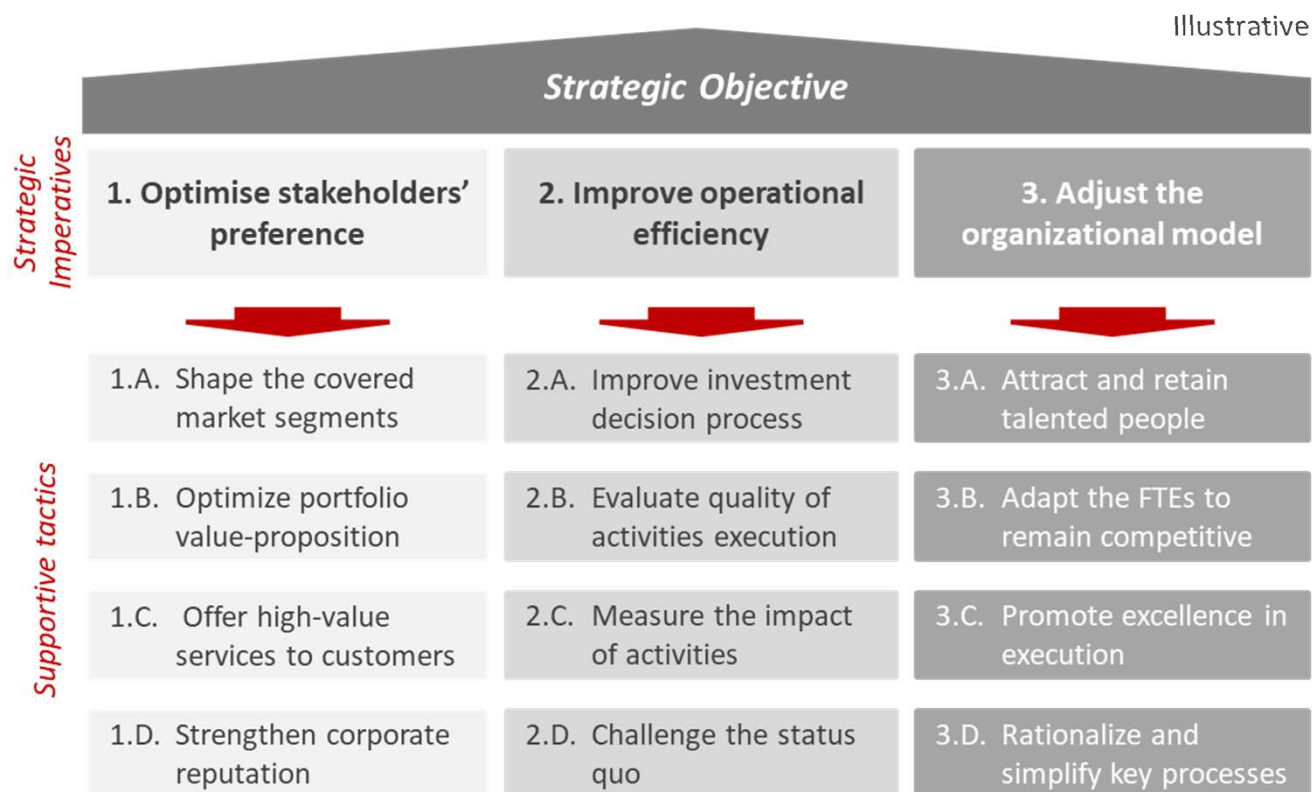 Illustrative
Strategic Objective
Strategic
Imperatives
1. Optimise stakeholders’
preference
2. Improve operational
efficiency
3. Adjust the
organizational model
Supportive tactics
1.A. Shape the covered
market segments
2.A. Improve investment
decision process
3.A. Attract and retain
talented people
1.B. Optimize portfolio
value-proposition
2.B. Evaluate quality of
activities execution
3.B. Adapt the FTEs to
remain competitive
1.C. Offer high-value
services to customers
2.C. Measure the impact
of activities
3.C. Promote excellence in
execution
1.D. Strengthen corporate
reputation
2.D. Challenge the status
quo
3.D. Rationalize and
simplify key processes